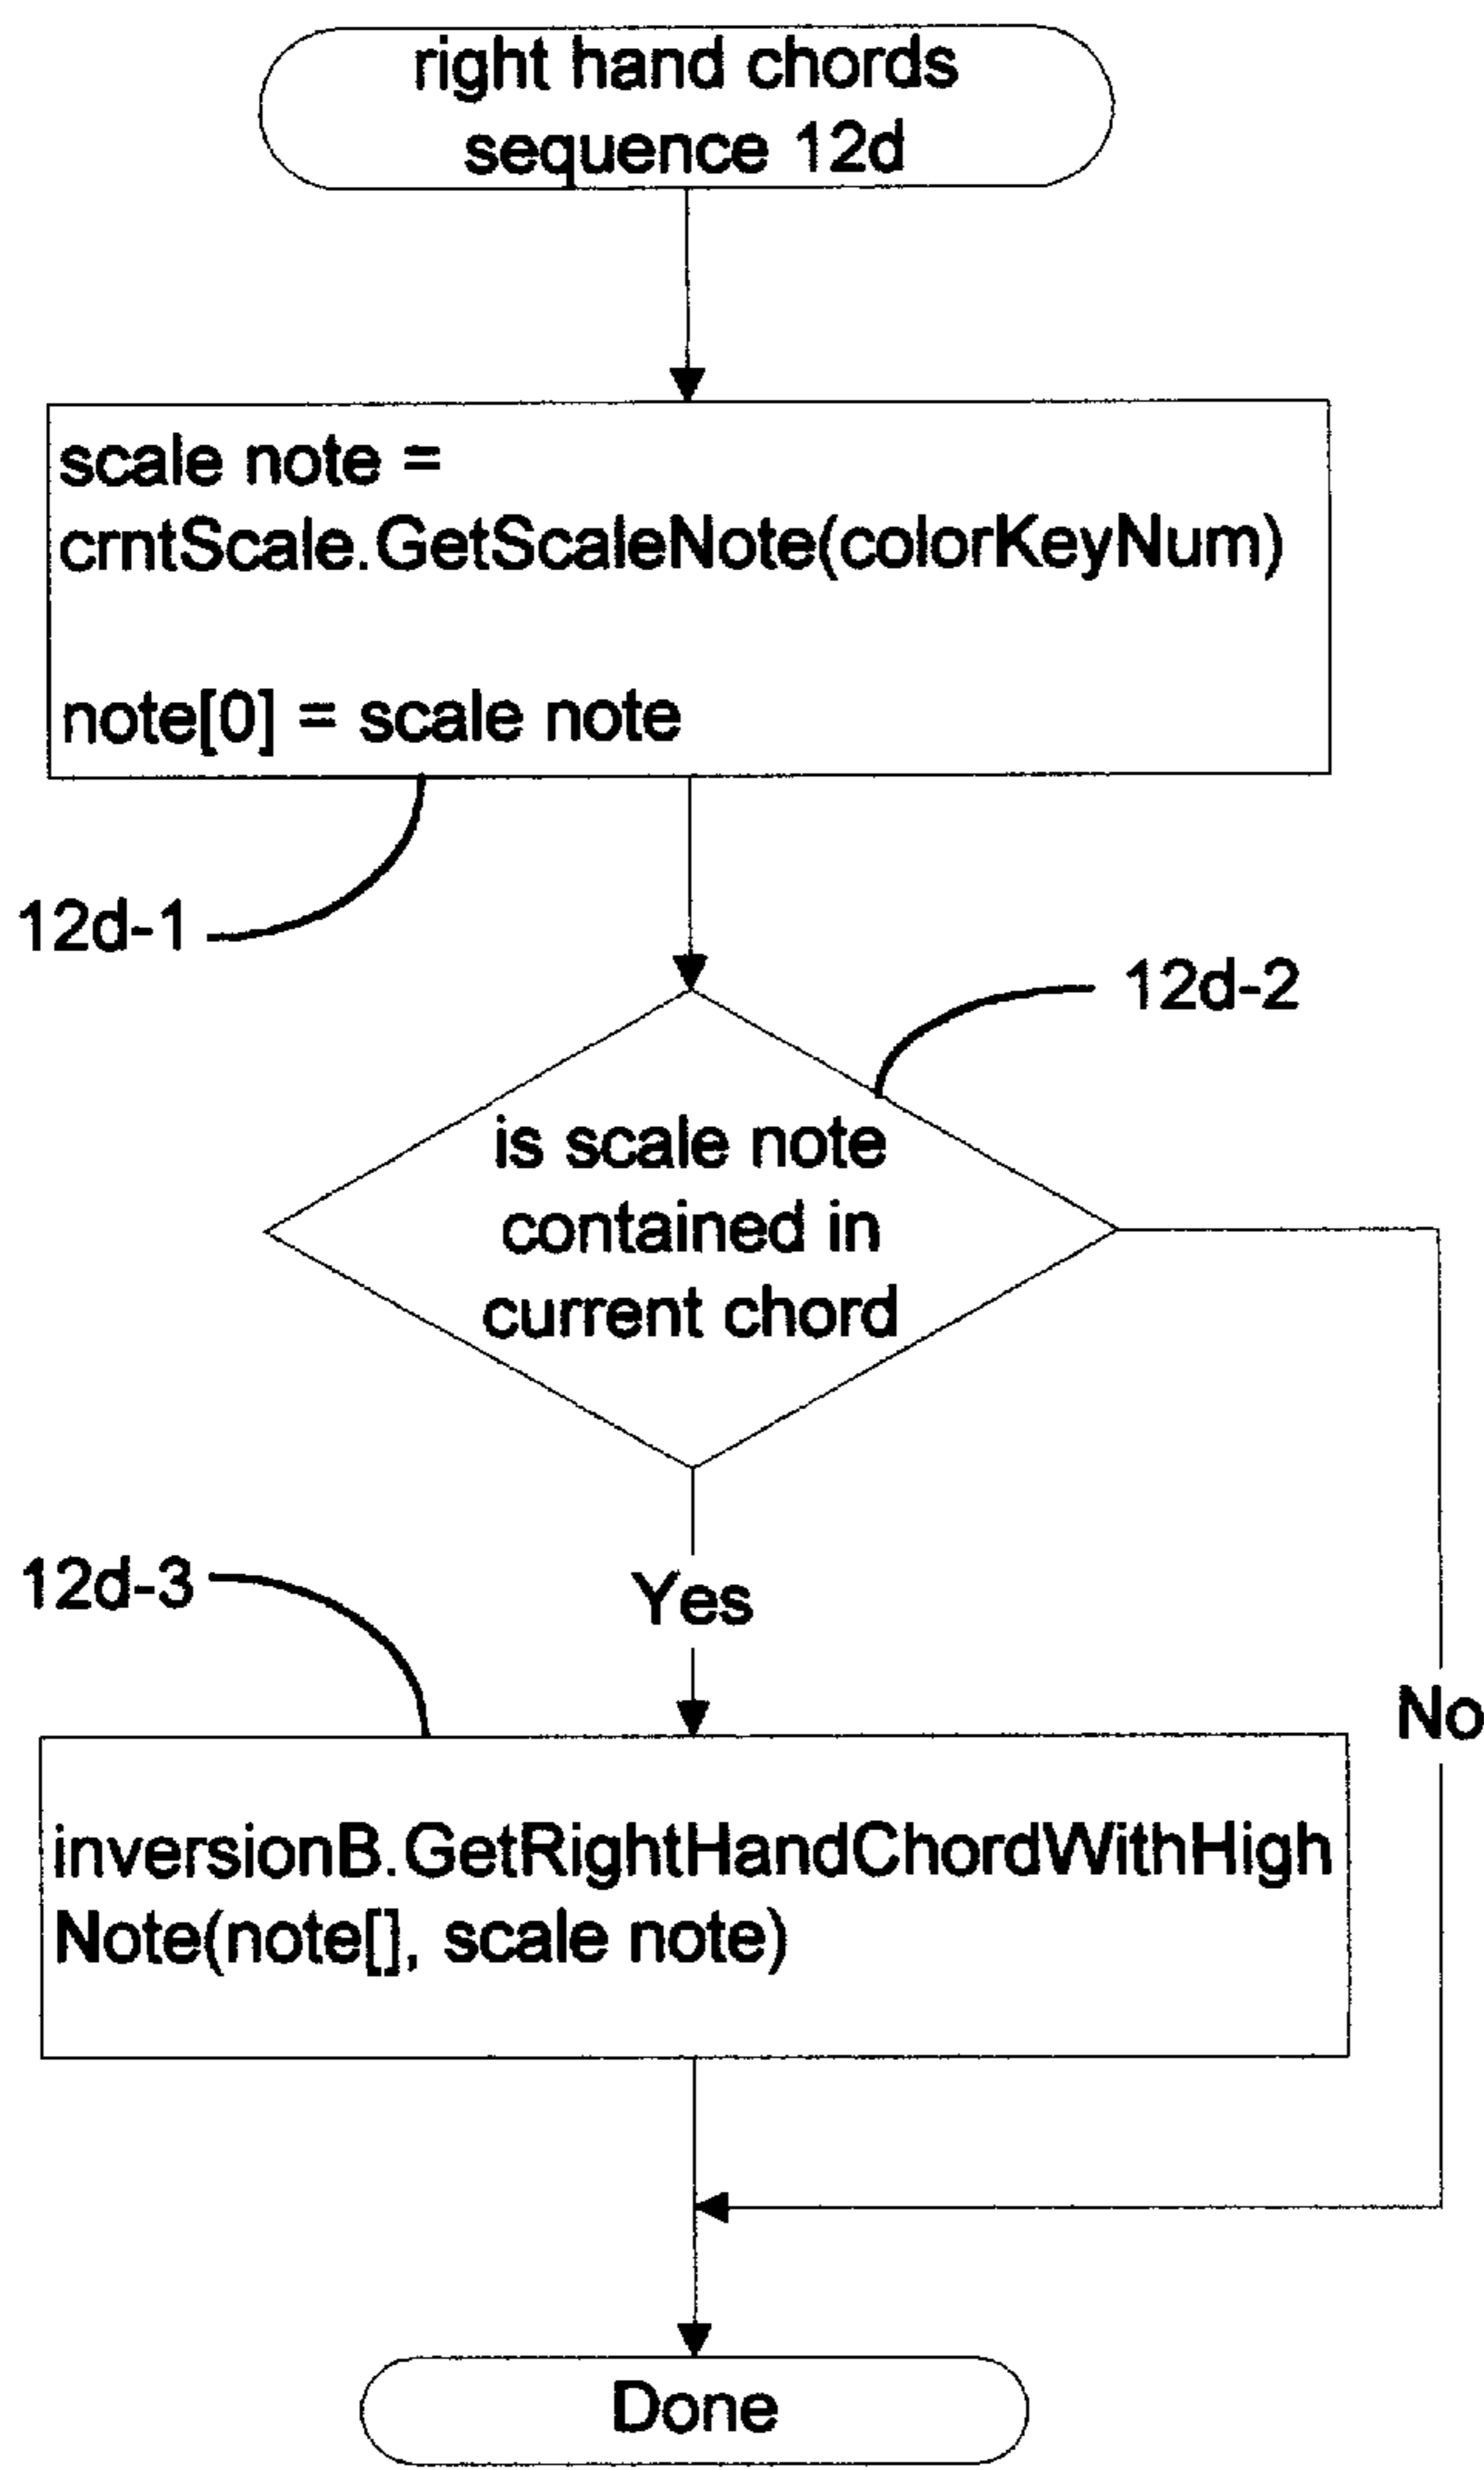 right hand chords
sequence 12d
scale note =
crntScale.GetScaleNote(colorKeyNum)
note[0] = scale note
12d-1
12d-2
is scale note
contained in
current chord
12d-3
Yes
No
inversionB.GetRightHandChordWithHigh
Note(note[], scale note)
Done